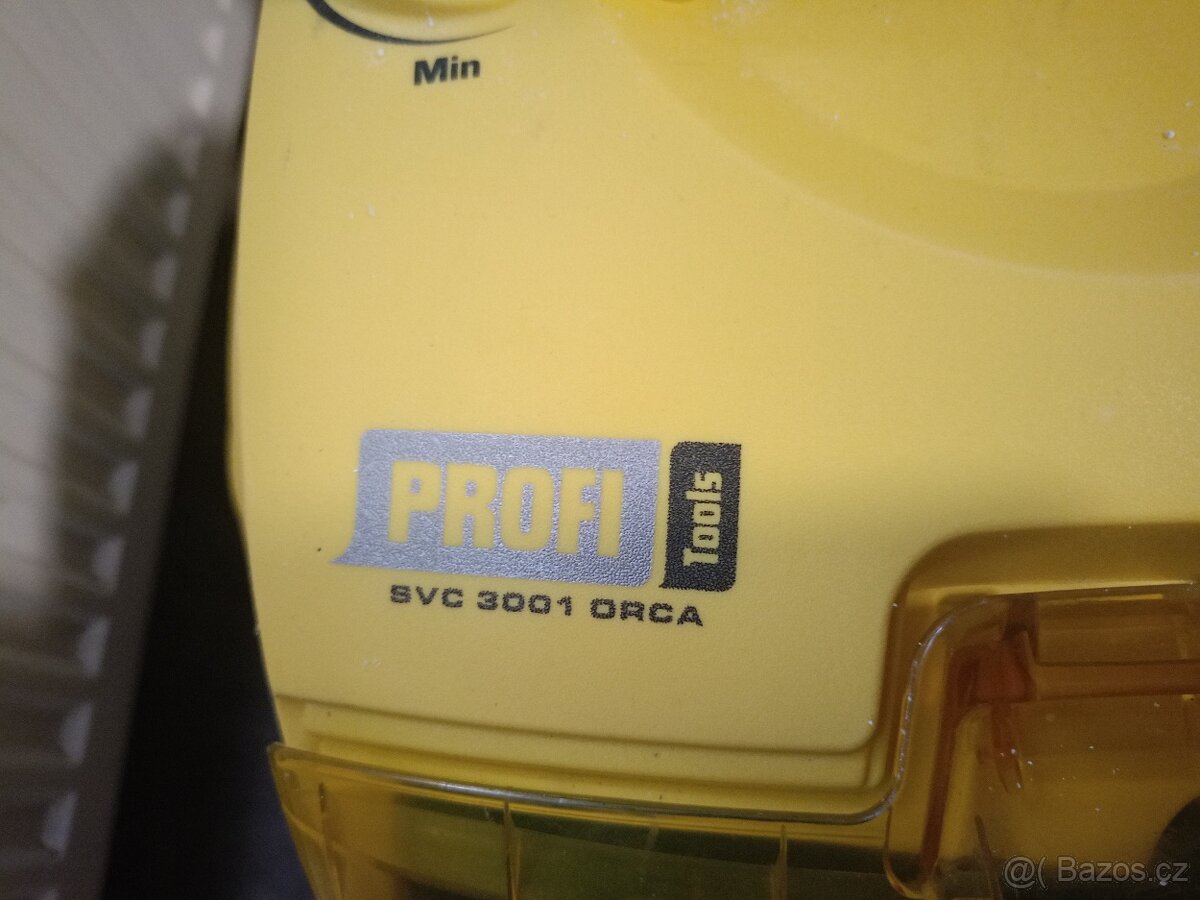 Min
PROFI Tools
SVC 3001 ORCA
@( Bazos.cz